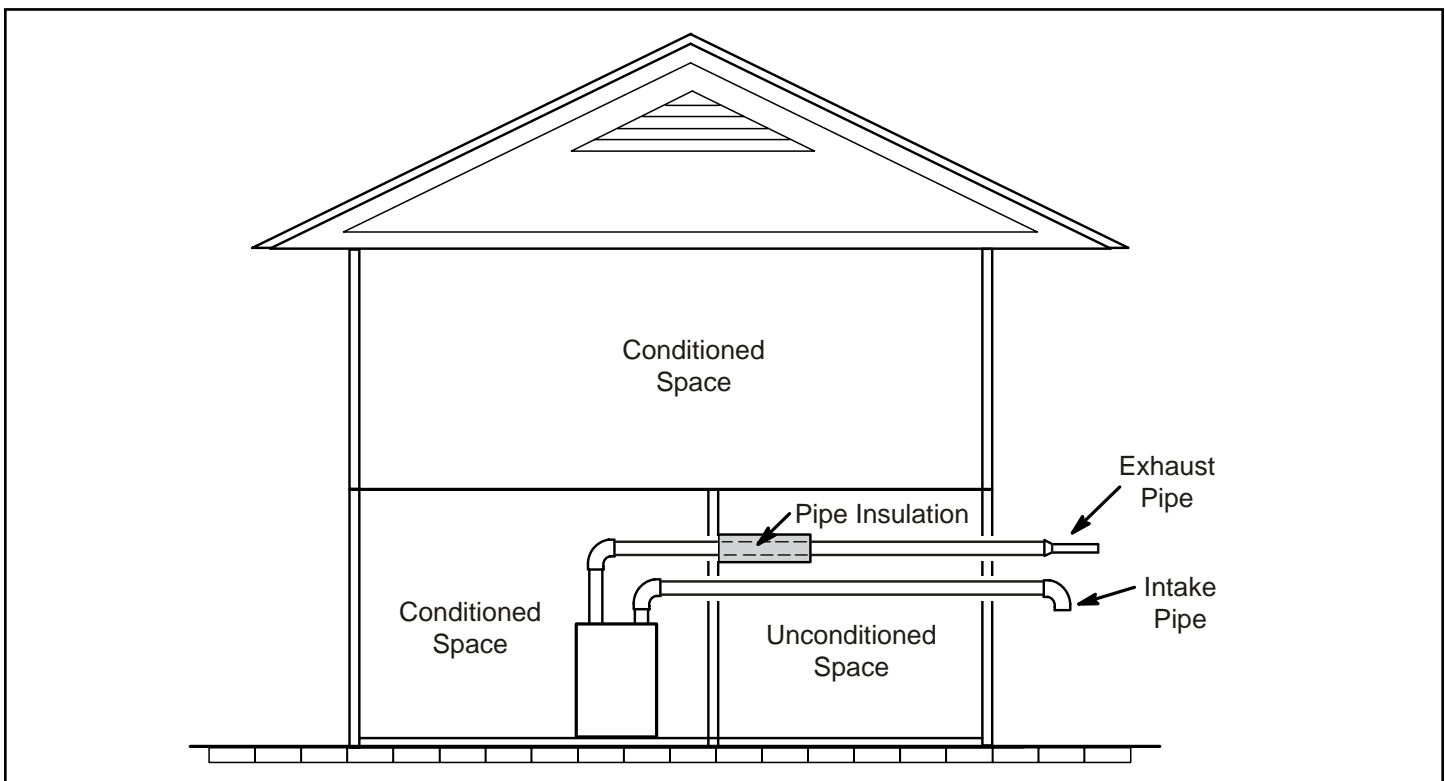 Conditioned
Space
Exhaust
Pipe
Pipe Insulation
Intake
Pipe
Conditioned
Space
Unconditioned
Space